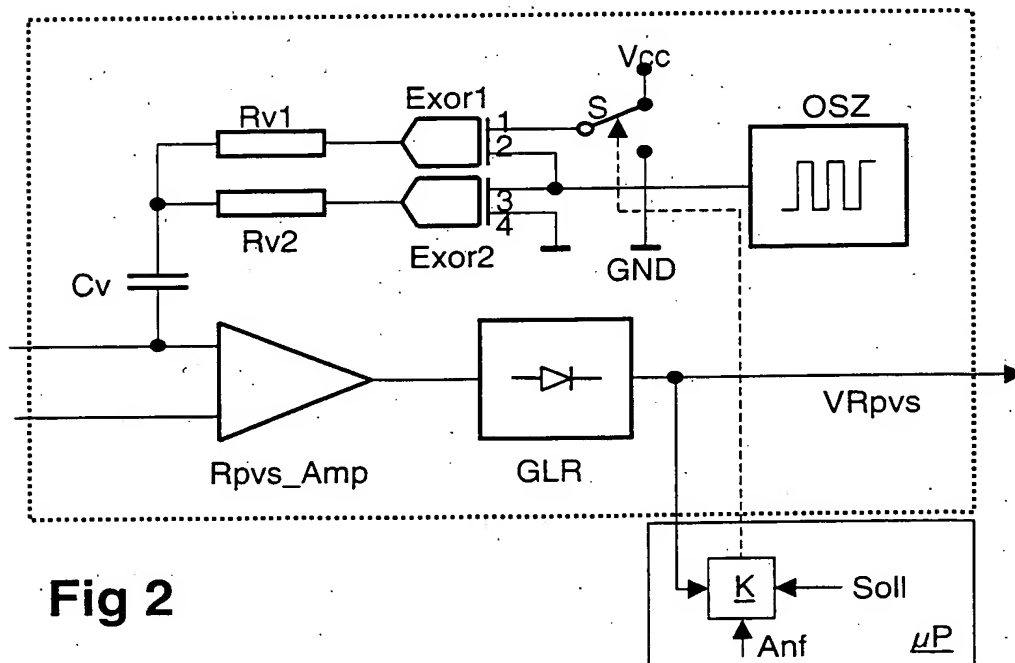 Vcc
Exor1
S
OSZ
Rv1
1
2
3
4
Rv2
Exor2
GND
Cv
VRpvs
Rpvs_Amp
GLR
Fig 2
K
Soll
Anf
µP